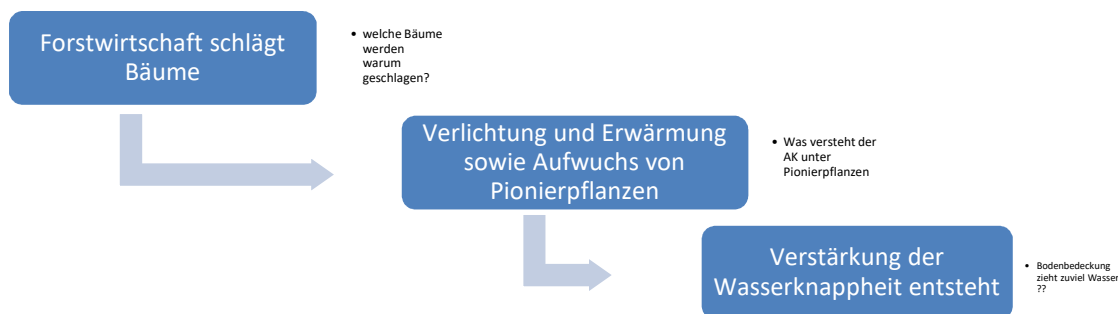 Forstwirtschaft schlägt
Bäume
• welche Bäume
werden
warum
geschlagen?
Verlichtung und Erwärmung
sowie Aufwuchs von
Pionierpflanzen
• Was versteht der
AK unter
Pionierpflanzen
Verstärkung der
Wasserknappheit entsteht
• Bodenbedeckung
zieht zuviel Wasser
??